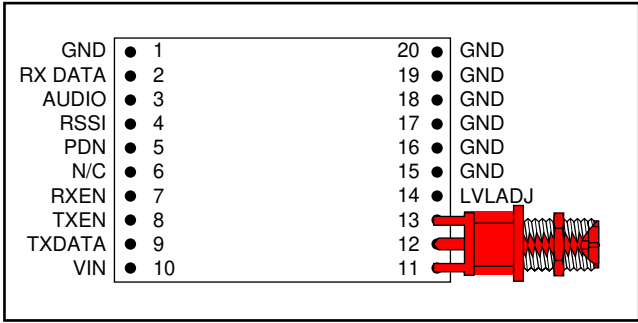 GND 1 20 GND
RX DATA 2 19 GND
AUDIO 3 18 GND
RSSI 4 17 GND
PDN 5 16 GND
N/C 6 15 GND
RXEN 7 14 LVLADJ
TXEN 8 13
TXDATA 9 12
VIN 10 11